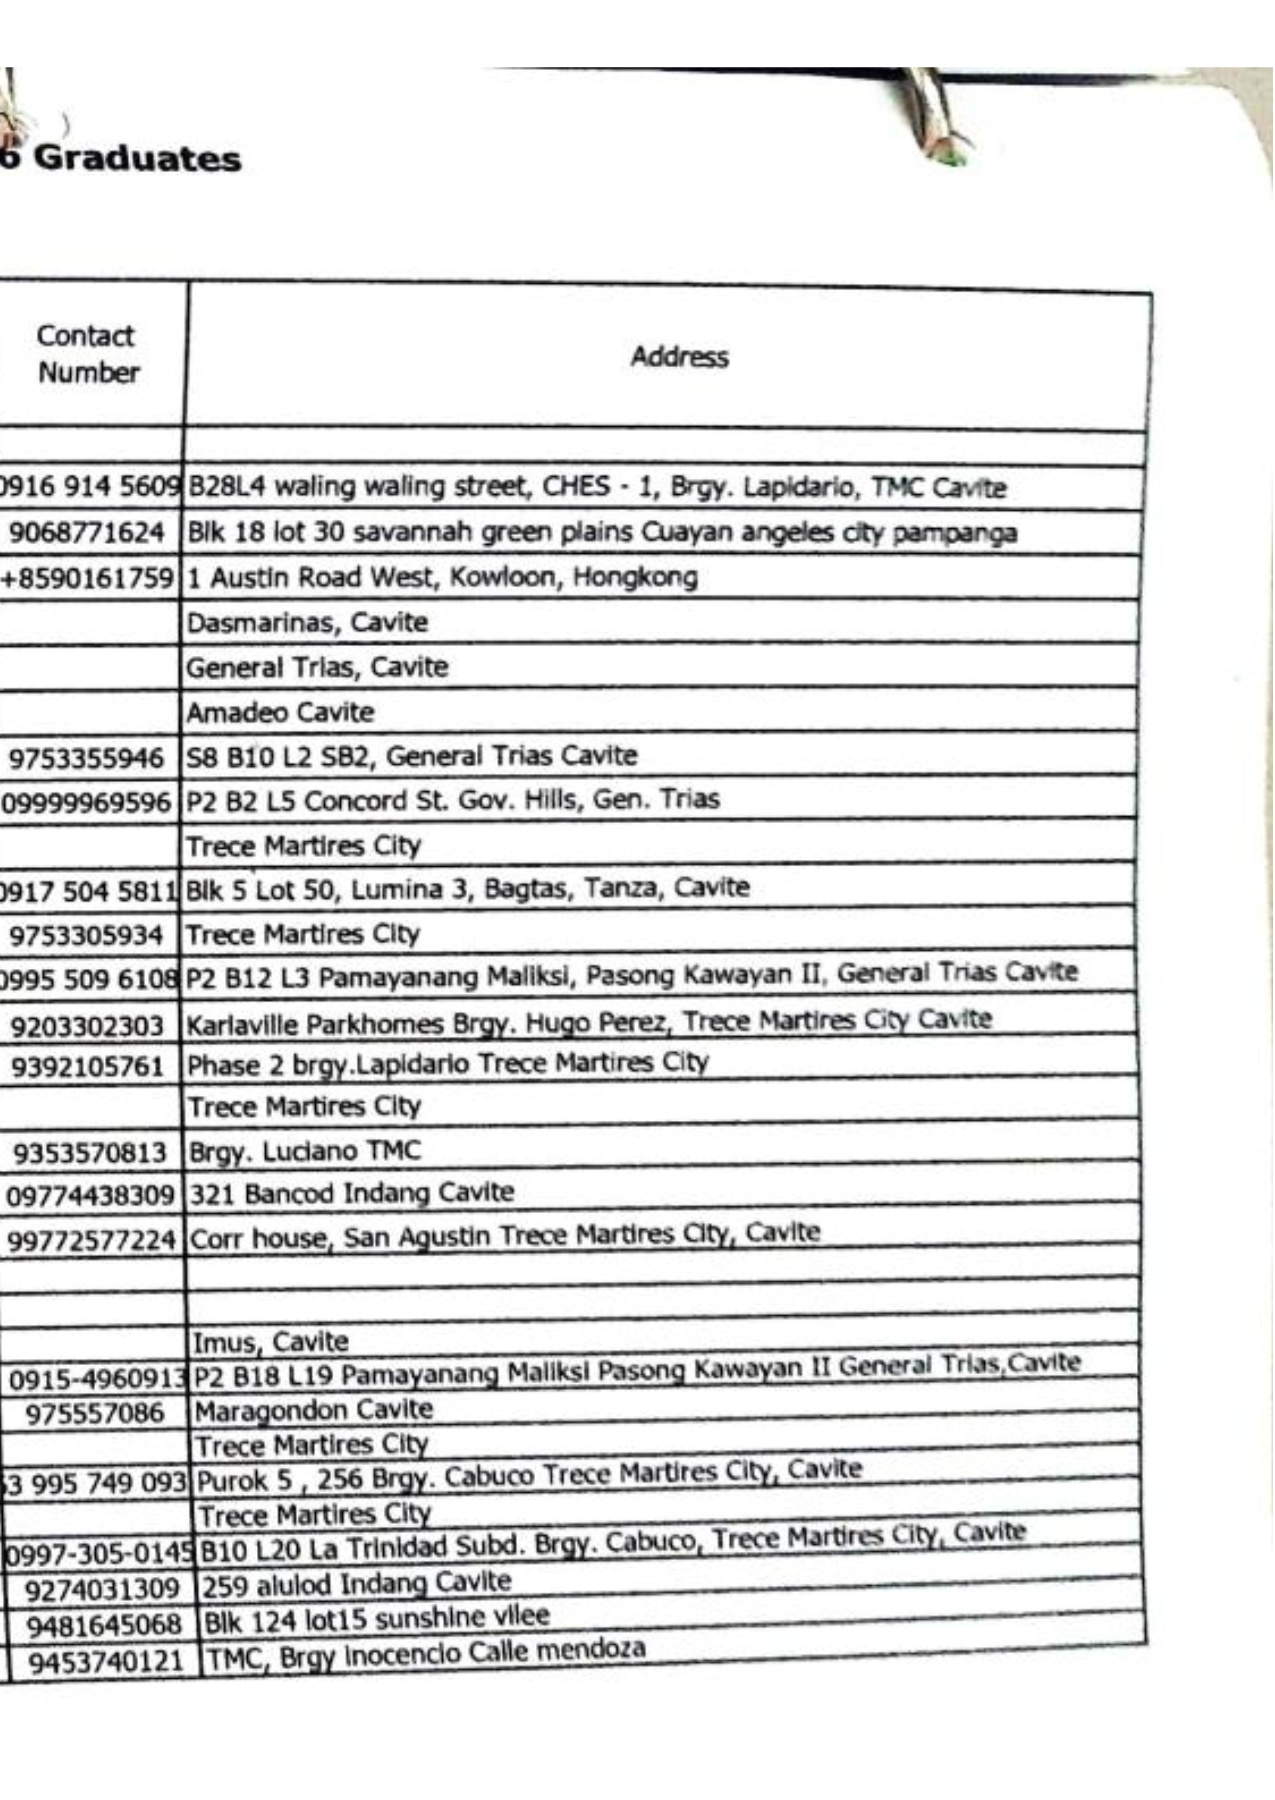 6 Graduates
Contact Number Address
0916 914 5609 B28L4 waling waling street, CHES - 1, Brgy. Lapidario, TMC Cavite
9068771624 Blk 18 lot 30 savannah green plains Cuayan angeles city pampanga
+8590161759 1 Austin Road West, Kowloon, Hongkong
Dasmarinas, Cavite
General Trias, Cavite
Amadeo Cavite
9753355946 S8 B10 L2 SB2, General Trias Cavite
09999969596 P2 B2 L5 Concord St. Gov. Hills, Gen. Trias
Trece Martires City
0917 504 5811 Blk 5 Lot 50, Lumina 3, Bagtas, Tanza, Cavite
9753305934 Trece Martires City
0995 509 6108 P2 B12 L3 Pamayanang Maliksi, Pasong Kawayan II, General Trias Cavite
9203302303 Karlaville Parkhomes Brgy. Hugo Perez, Trece Martires City Cavite
9392105761 Phase 2 brgy.Lapidario Trece Martires City
Trece Martires City
9353570813 Brgy. Luciano TMC
09774438309 321 Bancod Indang Cavite
99772577224 Corr house, San Agustin Trece Martires City, Cavite
Imus, Cavite
0915-4960913 P2 B18 L19 Pamayanang Maliksi Pasong Kawayan II General Trias,Cavite
975557086 Maragondon Cavite
Trece Martires City
3 995 749 093 Purok 5 , 256 Brgy. Cabuco Trece Martires City, Cavite
Trece Martires City
0997-305-0145 B10 L20 La Trinidad Subd. Brgy. Cabuco, Trece Martires City, Cavite
9274031309 259 alulod Indang Cavite
9481645068 Blk 124 lot15 sunshine vilee
9453740121 TMC, Brgy Inocencio Calle mendoza